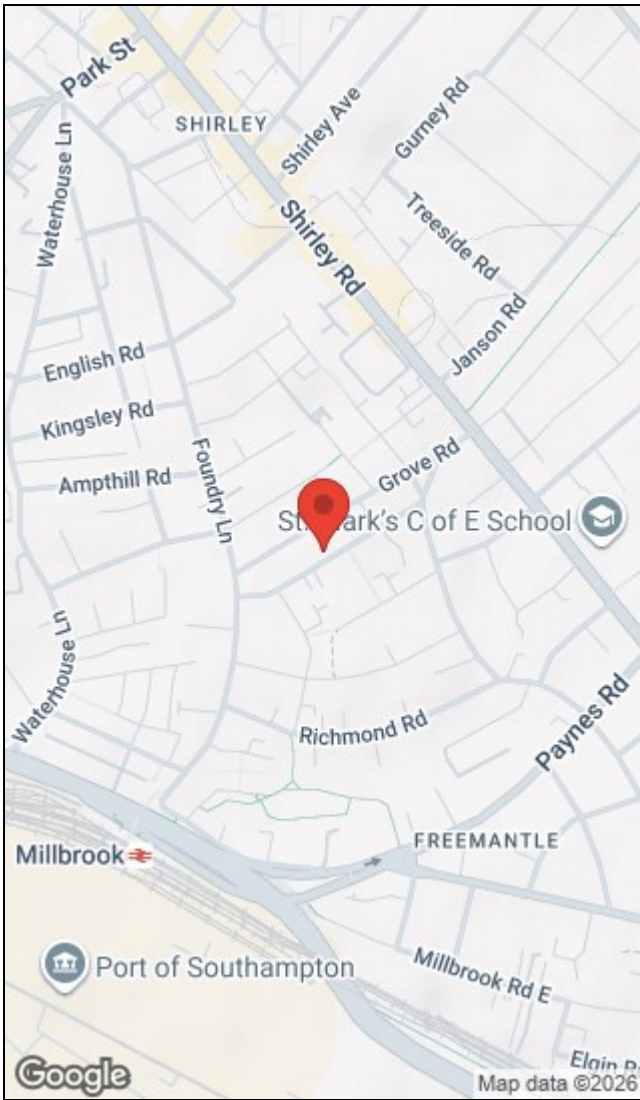 Park St
SHIRLEY
Shirley Ave
Gurney Rd
Waterhouse Ln
Shirley Rd
Treeside Rd
Janson Rd
English Rd
Kingsley Rd
Foundry Ln
Grove Rd
Ampthill Rd
St ark's C of E School
Waterhouse Ln
Richmond Rd
Paynes Rd
Millbrook
FREEMANTLE
Port of Southampton
Millbrook Rd E
Elgin R
Google
Map data ©2026